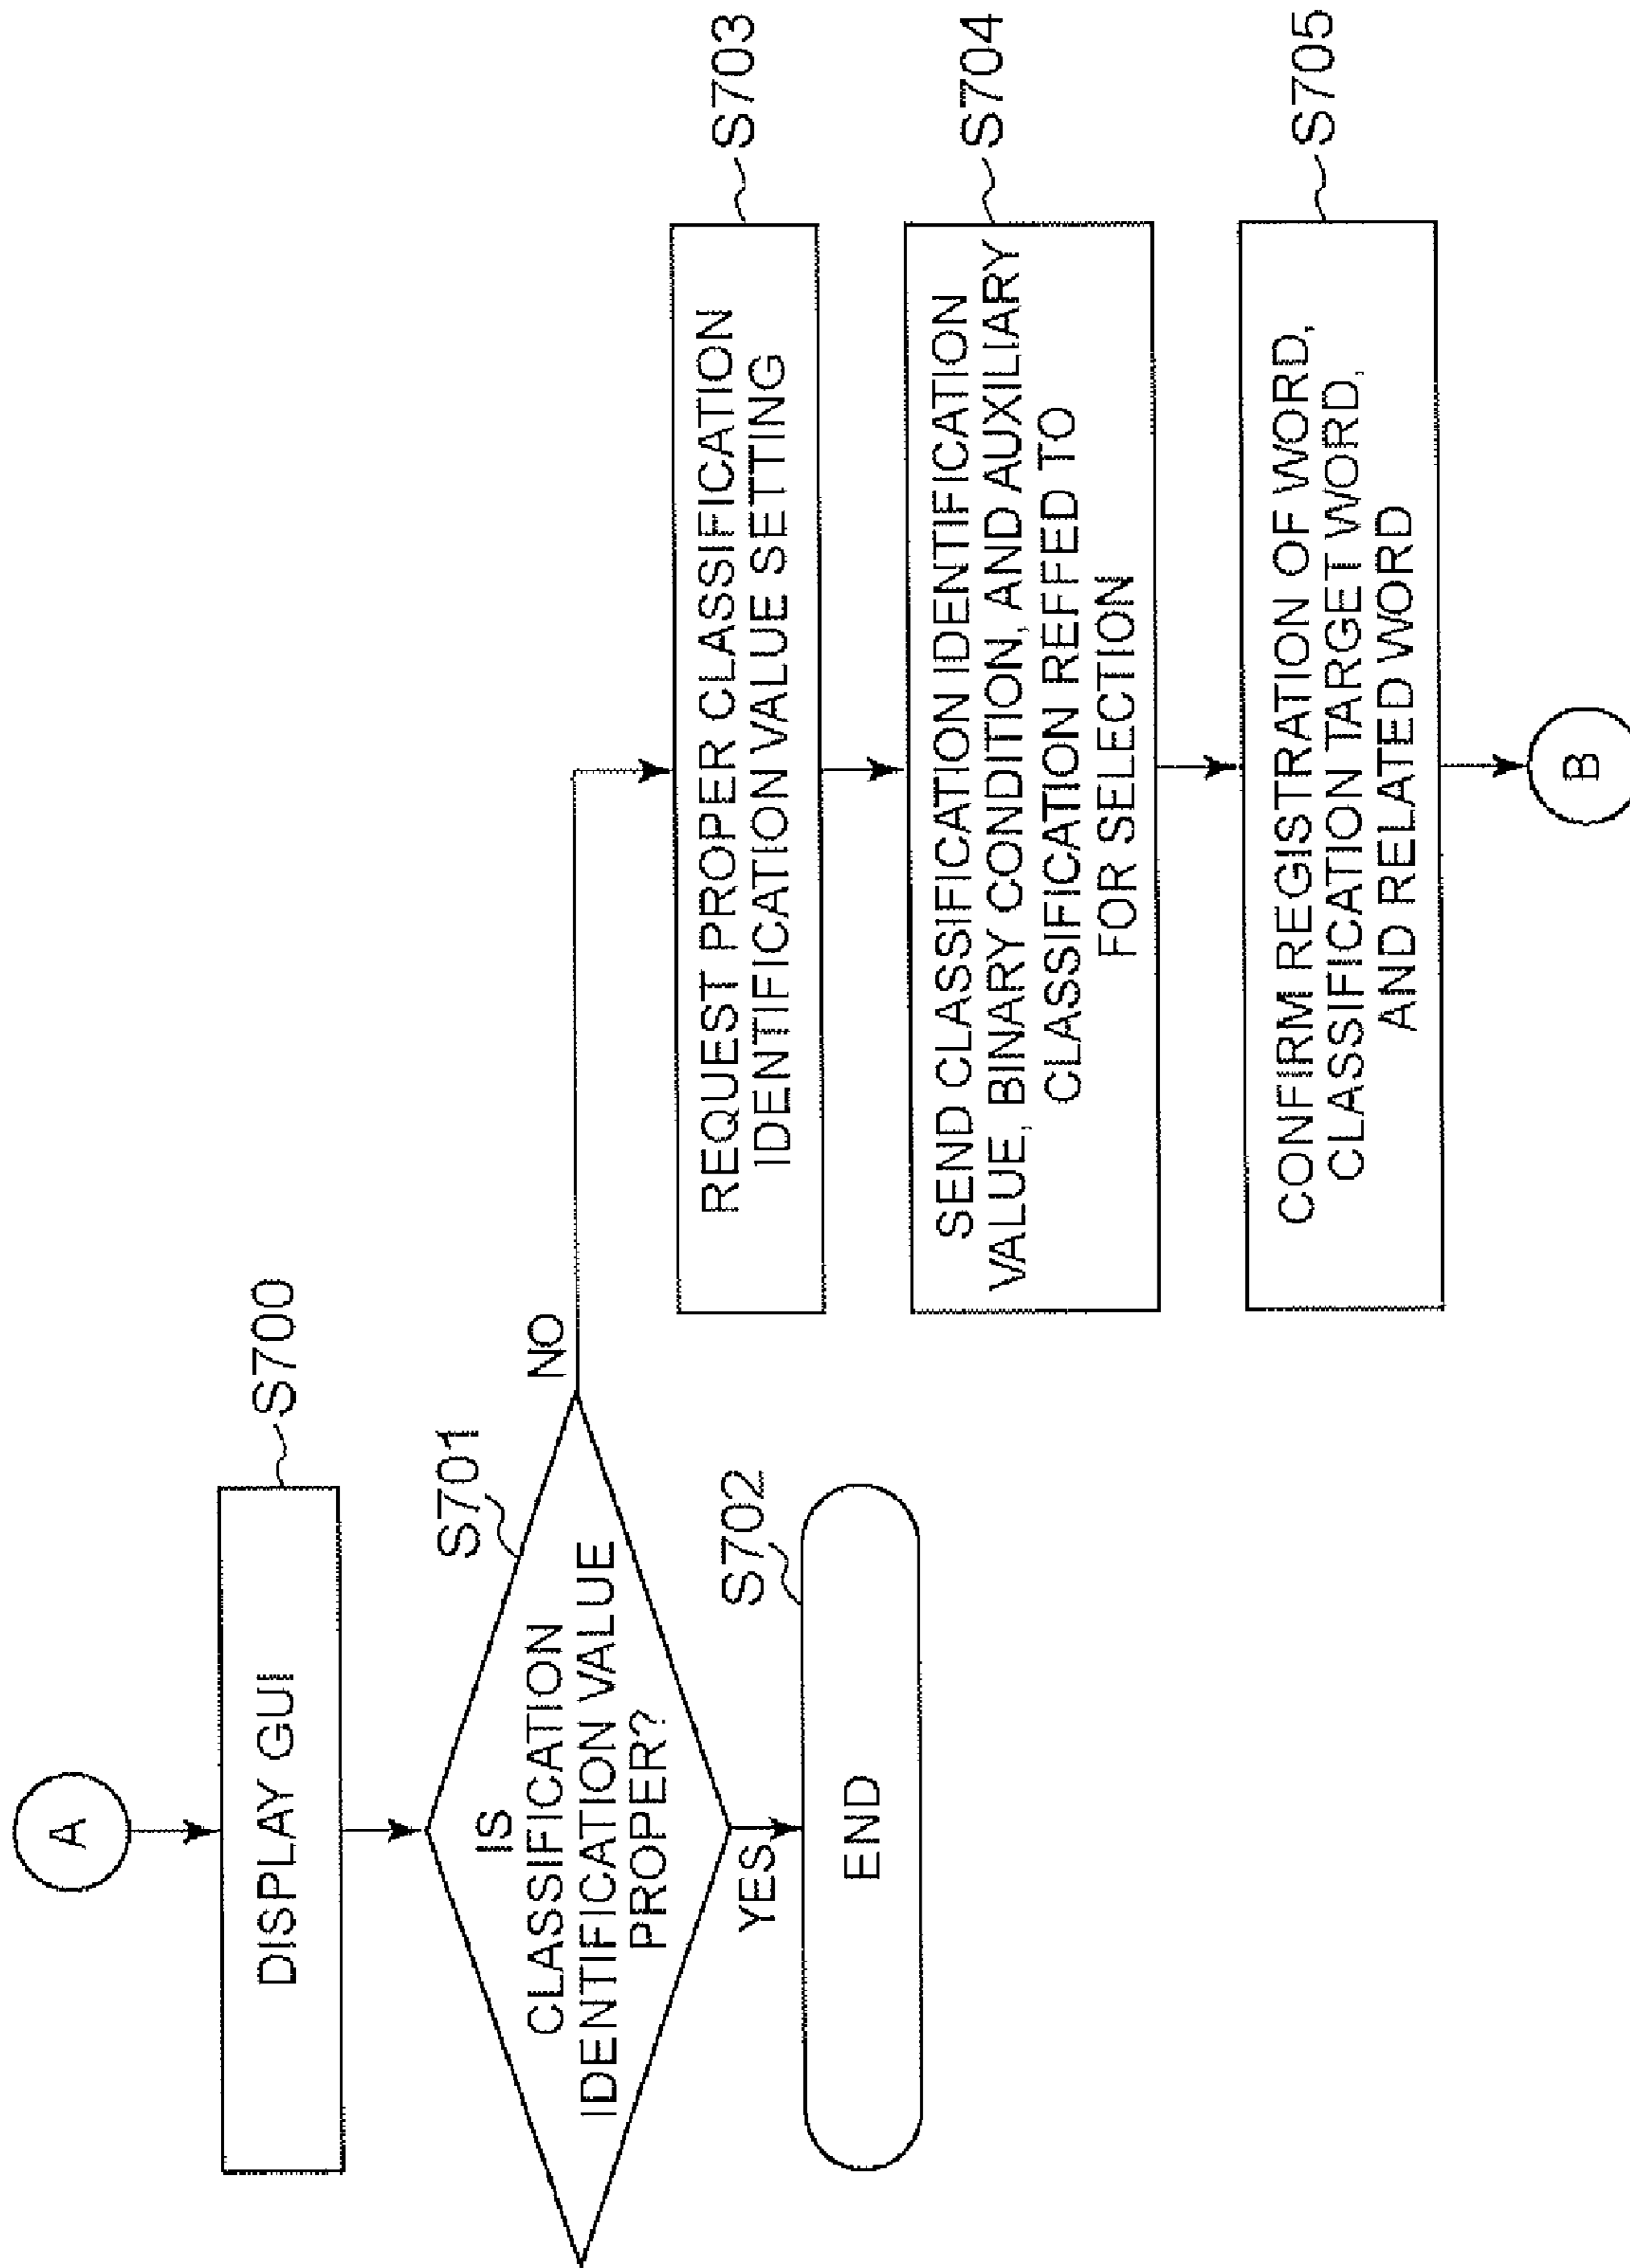 A
DISPLAY GUI
S700
IS
CLASSIFICATION
IDENTIFICATION VALUE
PROPER?
S701
NO
YES
END
S702
REQUEST PROPER CLASSIFICATION
IDENTIFICATION VALUE SETTING
S703
SEND CLASSIFICATION IDENTIFICATION
VALUE, BINARY CONDITION, AND AUXILIARY
CLASSIFICATION REFFED TO
FOR SELECTION
S704
CONFIRM REGISTRATION OF WORD,
CLASSIFICATION TARGET WORD,
AND RELATED WORD
S705
B